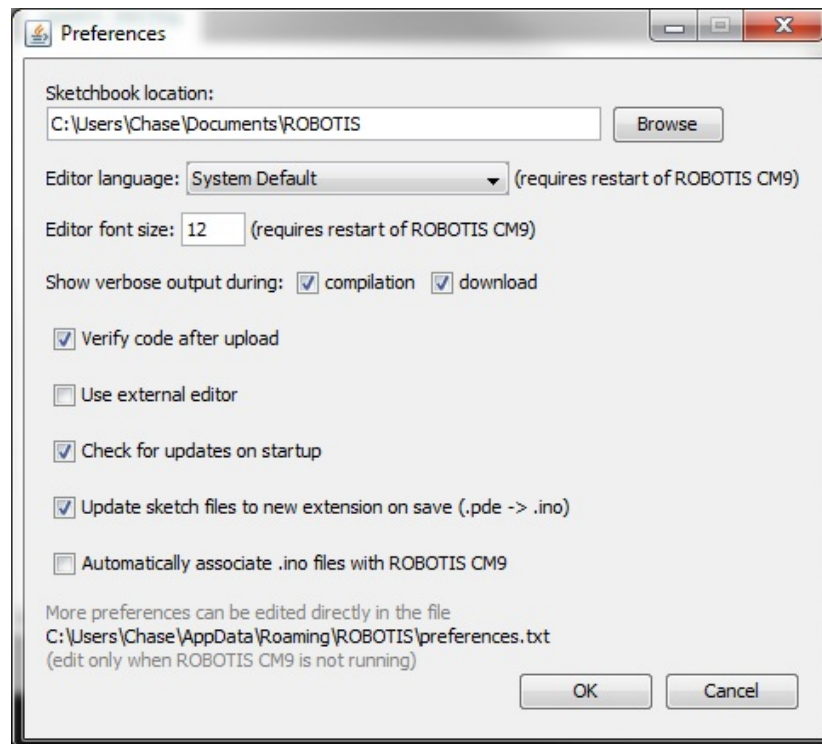 Preferences
Sketchbook location:
C:\Users\Chase\Documents\ROBOTIS Browse
Editor language: System Default (requires restart of ROBOTIS CM9)
Editor font size: 12 (requires restart of ROBOTIS CM9)
Show verbose output during: compilation download
Verify code after upload
Use external editor
Check for updates on startup
Update sketch files to new extension on save (.pde -> .ino)
Automatically associate .ino files with ROBOTIS CM9
More preferences can be edited directly in the file
C:\Users\Chase\AppData\Roaming\ROBOTIS\preferences.txt
(edit only when ROBOTIS CM9 is not running)
OK Cancel